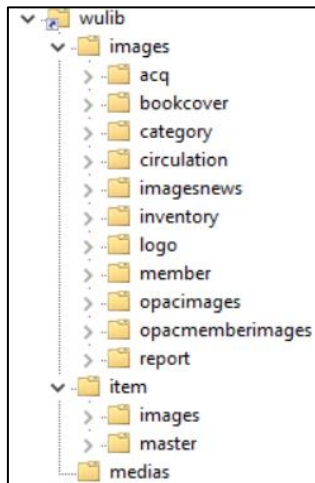 wulib
images
acq
bookcover
category
circulation
imagesnews
inventory
logo
member
opacimages
opacmemberimages
report
item
images
master
medias